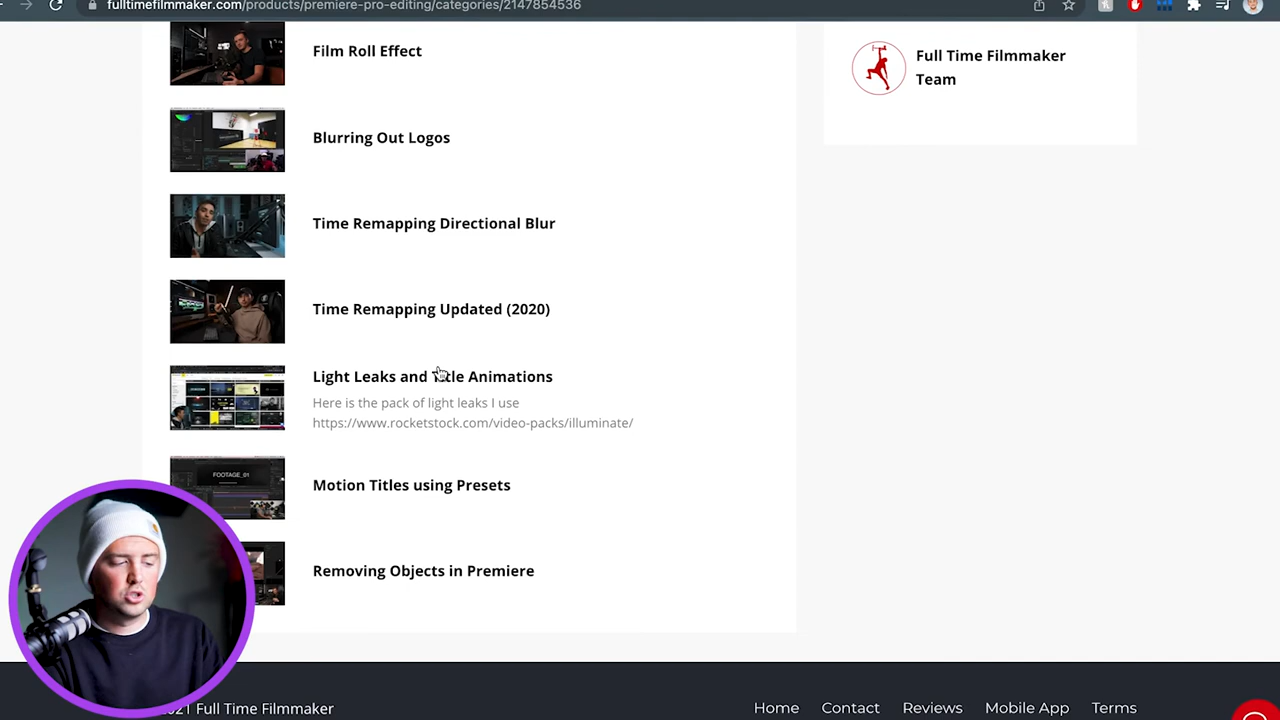 fulltimefilmmaker.com/products/premiere-pro-editing/categories/2147854536
Film Roll Effect
Full Time Filmmaker
Team
Blurring Out Logos
Time Remapping Directional Blur
Time Remapping Updated (2020)
Light Leaks and Title Animations
Here is the pack of light leaks I use
https://www.rocketstock.com/video-packs/illuminate/
FOOTAGE_01
Motion Titles using Presets
Removing Objects in Premiere
2021 Full Time Filmmaker
Home Contact Reviews Mobile App Terms